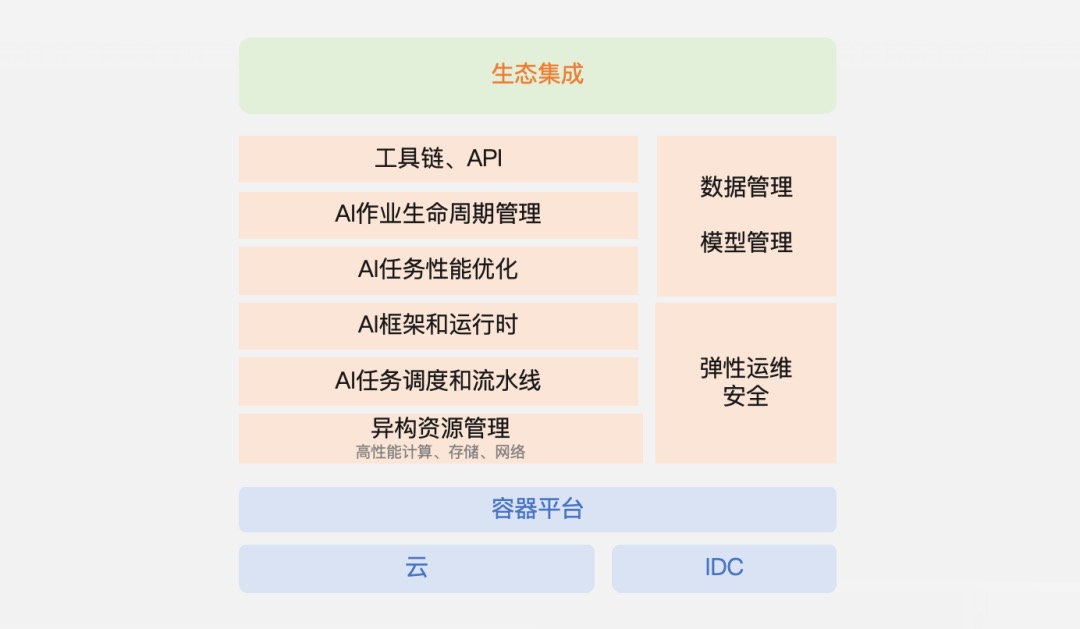 生态集成
工具链、API
AI作业生命周期管理
AI任务性能优化
AI框架和运行时
AI任务调度和流水线
异构资源管理
高性能计算、存储、网络
数据管理
模型管理
弹性运维
安全
容器平台
云
IDC